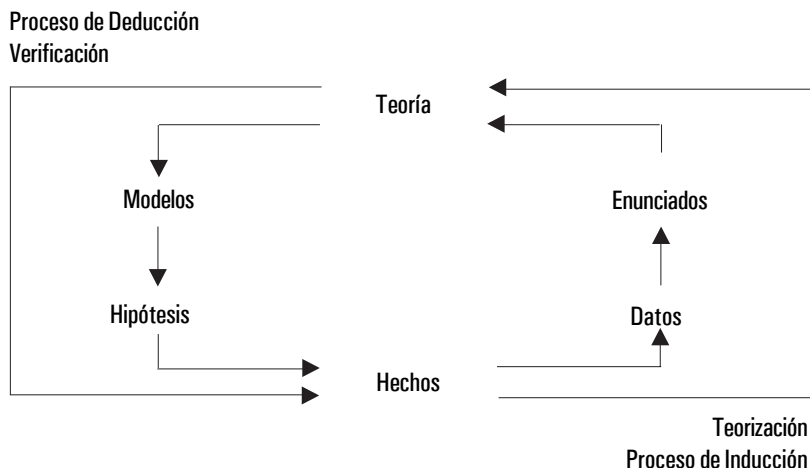 Proceso de Deducción
Verificación
Teoría
Modelos
Enunciados
Hipótesis
Datos
Hechos
Teorización
Proceso de Inducción